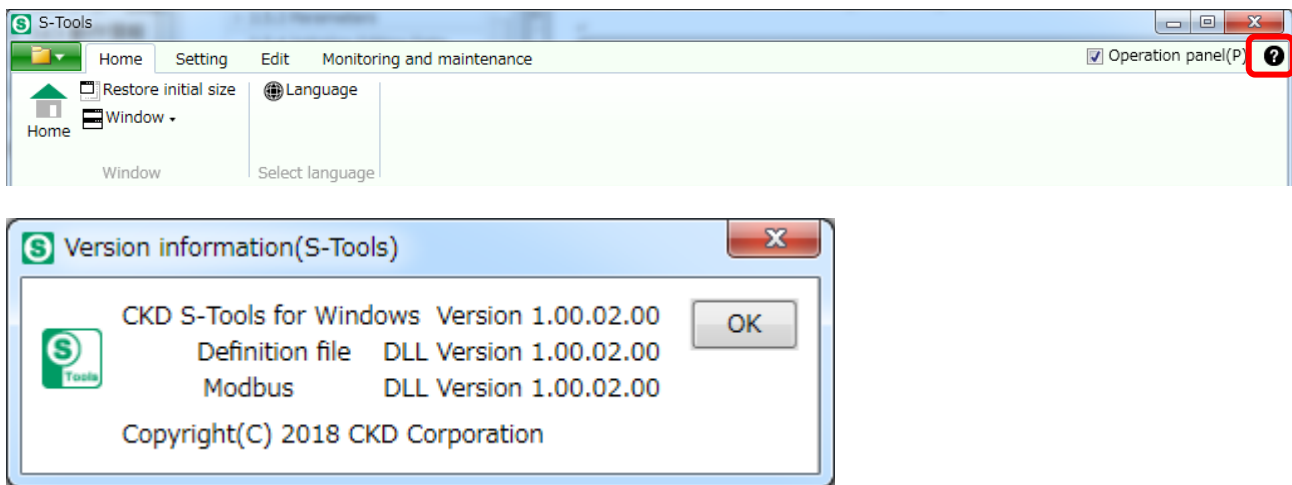 S S-Tools
Home Setting Edit Monitoring and maintenance Operation panel(P) ?
Restore initial size Language
Window
Home
Window Select language
S Version information(S-Tools)
CKD S-Tools for Windows Version 1.00.02.00 OK
S Definition file DLL Version 1.00.02.00
Tools Modbus DLL Version 1.00.02.00
Copyright(C) 2018 CKD Corporation